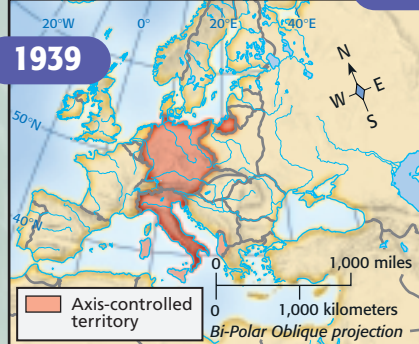 20°W 0° 20°E 40°E
1939
N
W E
S
50°N
40°N
0 1,000 miles
0 1,000 kilometers
Bi-Polar Oblique projection
Axis-controlled
territory